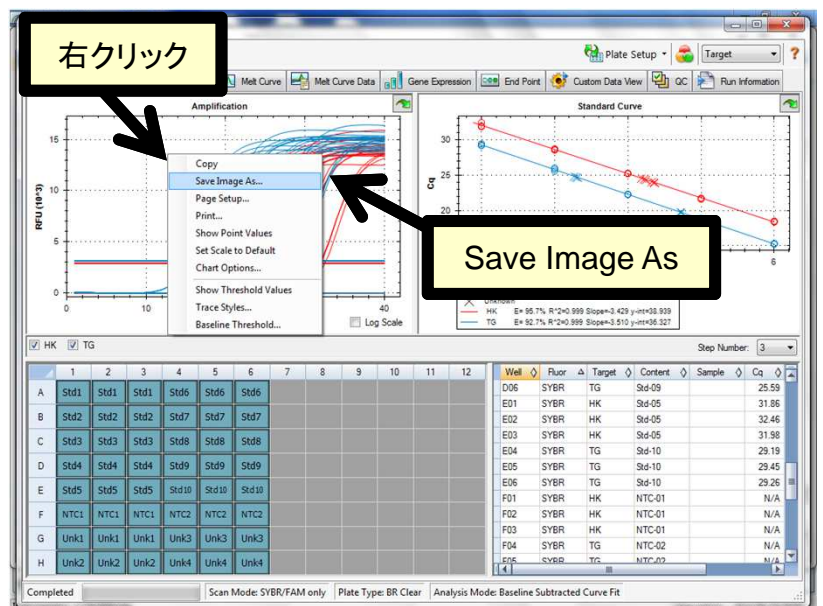 右クリック
Plate Setup
Target
?
Melt Curve
Melt Curve Data
Gene Expression
End Point
Custom Data View
QC
Run Information
Amplification
RFU (10^3)
15
10
5
0
0
10
40
Log Scale
Copy
Save Image As...
Page Setup...
Print...
Show Point Values
Set Scale to Default
Chart Options...
Show Threshold Values
Trace Styles...
Baseline Threshold...
Save Image As
Standard Curve
Cq
30
25
20
6
Unknown
HK E= 95.7% R^2=0.999 Slope=-3.429 y-int=38.939
TG E= 92.7% R^2=0.999 Slope=-3.510 y-int=36.327
HK TG
Step Number: 3
1 2 3 4 5 6 7 8 9 10 11 12
A Std1 Std1 Std1 Std6 Std6 Std6
B Std2 Std2 Std2 Std7 Std7 Std7
C Std3 Std3 Std3 Std8 Std8 Std8
D Std4 Std4 Std4 Std9 Std9 Std9
E Std5 Std5 Std5 Std10 Std10 Std10
F NTC1 NTC1 NTC1 NTC2 NTC2 NTC2
G Unk1 Unk1 Unk1 Unk3 Unk3 Unk3
H Unk2 Unk2 Unk2 Unk4 Unk4 Unk4
Well Fluor Target Content Sample Cq
D06 SYBR TG Std-09 25.59
E01 SYBR HK Std-05 31.86
E02 SYBR HK Std-05 32.46
E03 SYBR HK Std-05 31.98
E04 SYBR TG Std-10 29.19
E05 SYBR TG Std-10 29.45
E06 SYBR TG Std-10 29.26
F01 SYBR HK NTC-01 N/A
F02 SYBR HK NTC-01 N/A
F03 SYBR HK NTC-01 N/A
F04 SYBR TG NTC-02 N/A
F05 SYBR TG NTC-02 N/A
Completed
Scan Mode: SYBR/FAM only
Plate Type: BR Clear
Analysis Mode: Baseline Subtracted Curve Fit